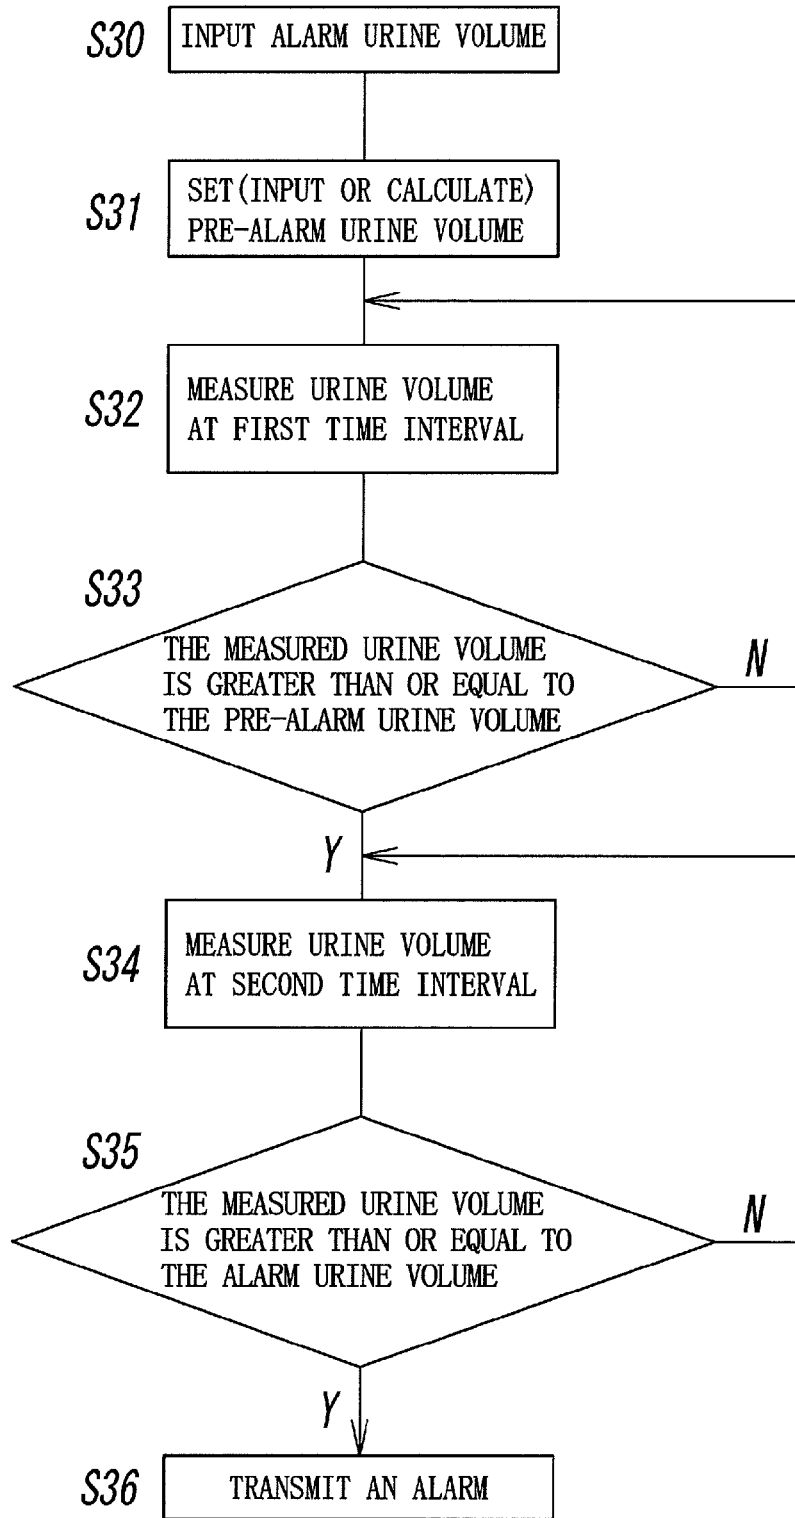 S30
INPUT ALARM URINE VOLUME
S31
SET(INPUT OR CALCULATE)
PRE-ALARM URINE VOLUME
S32
MEASURE URINE VOLUME
AT FIRST TIME INTERVAL
S33
THE MEASURED URINE VOLUME
IS GREATER THAN OR EQUAL TO
THE PRE-ALARM URINE VOLUME
N
Y
S34
MEASURE URINE VOLUME
AT SECOND TIME INTERVAL
S35
THE MEASURED URINE VOLUME
IS GREATER THAN OR EQUAL TO
THE ALARM URINE VOLUME
N
Y
S36
TRANSMIT AN ALARM